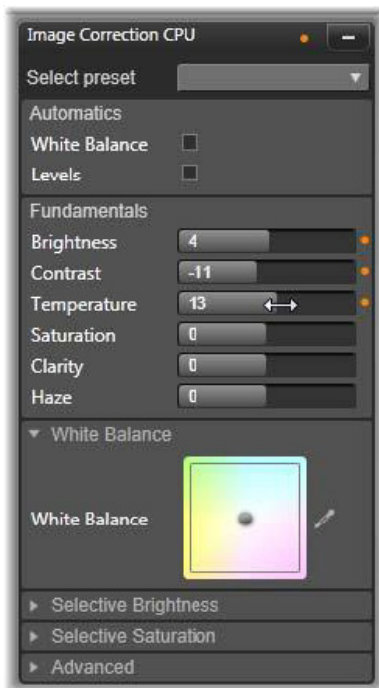 Image Correction CPU
Select preset
Automatics
White Balance
Levels
Fundamentals
Brightness 4
Contrast -11
Temperature 13
Saturation 0
Clarity 0
Haze 0
White Balance
White Balance
Selective Brightness
Selective Saturation
Advanced